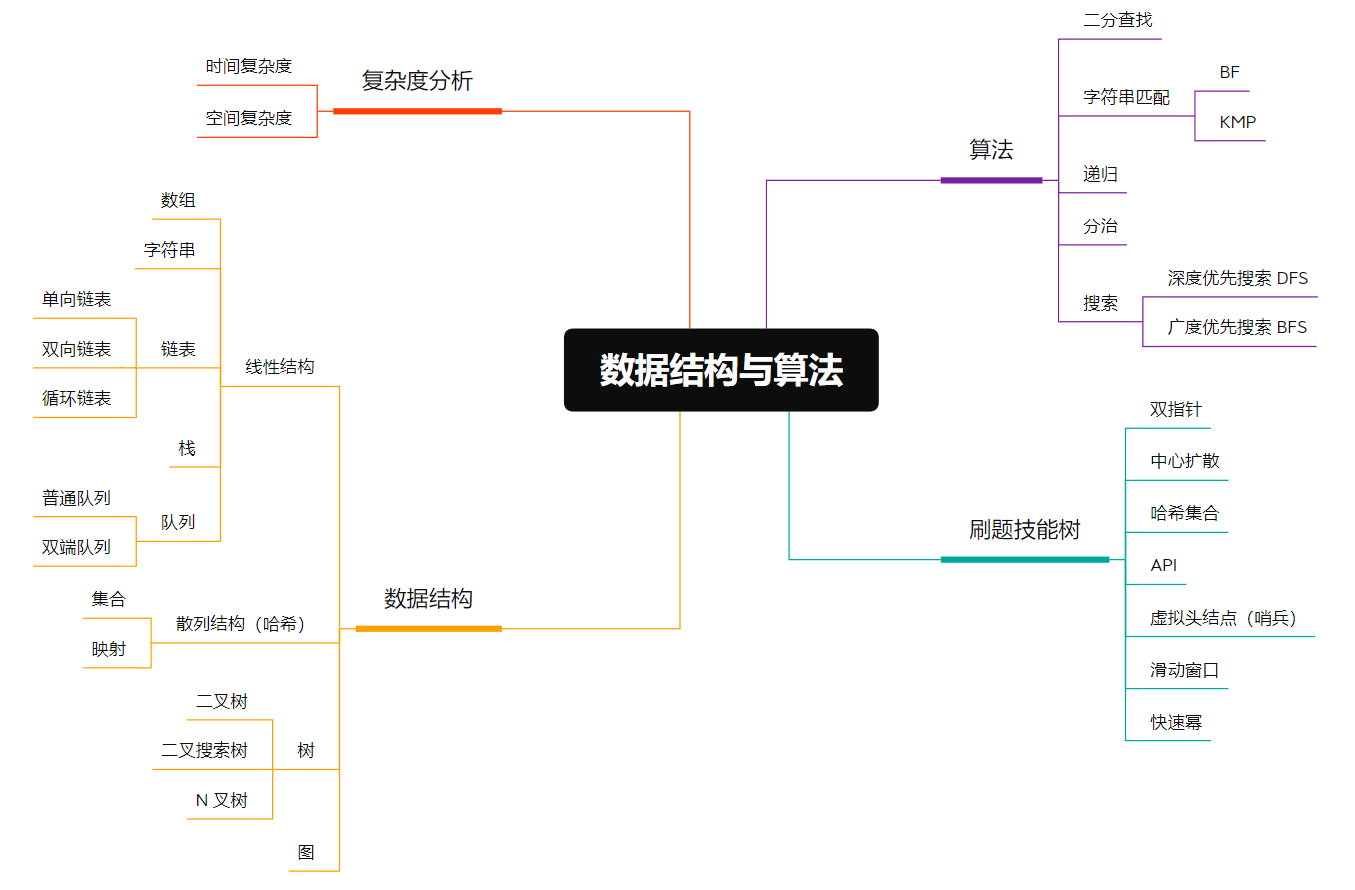 数据结构与算法
复杂度分析
时间复杂度
空间复杂度
数据结构
线性结构
数组
字符串
链表
单向链表
双向链表
循环链表
栈
队列
普通队列
双端队列
散列结构（哈希）
集合
映射
树
二叉树
二叉搜索树
N 叉树
图
算法
二分查找
字符串匹配
BF
KMP
递归
分治
搜索
深度优先搜索 DFS
广度优先搜索 BFS
刷题技能树
双指针
中心扩散
哈希集合
API
虚拟头结点（哨兵）
滑动窗口
快速幂